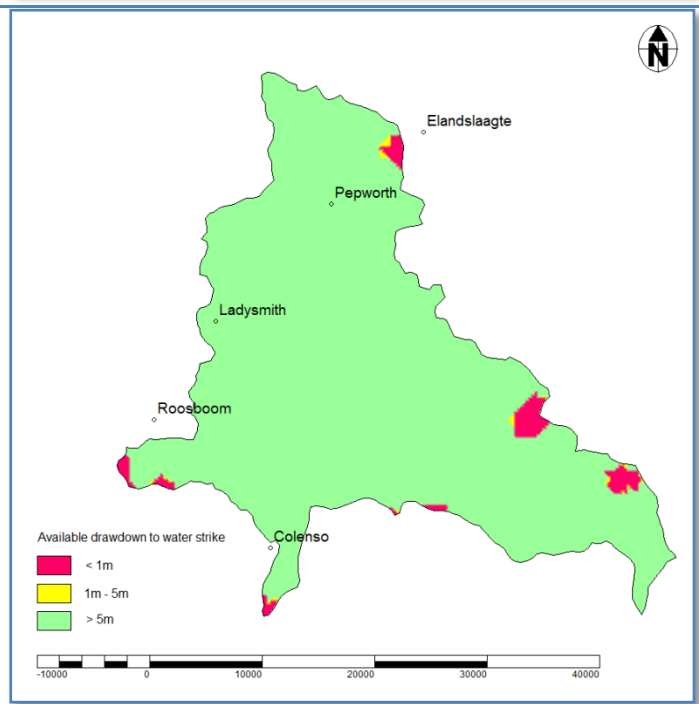 N
Elandslaagte
Pepworth
Ladysmith
Roosboom
Colenso
Available drawdown to water strike
< 1m
1m - 5m
> 5m
-10000 0 10000 20000 30000 40000